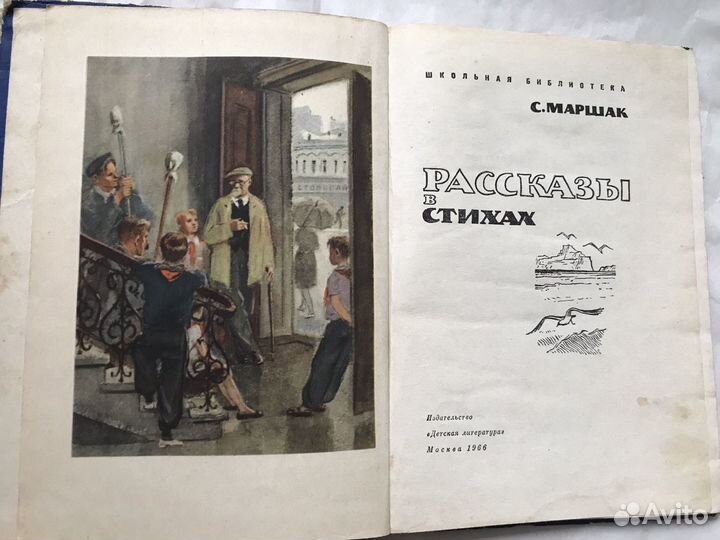 ШКОЛЬНАЯ БИБЛИОТЕКА
С. МАРШАК
РАССКАЗЫ
В
СТИХАХ
Издательство
«Детская литература»
Москва 1966
Avito